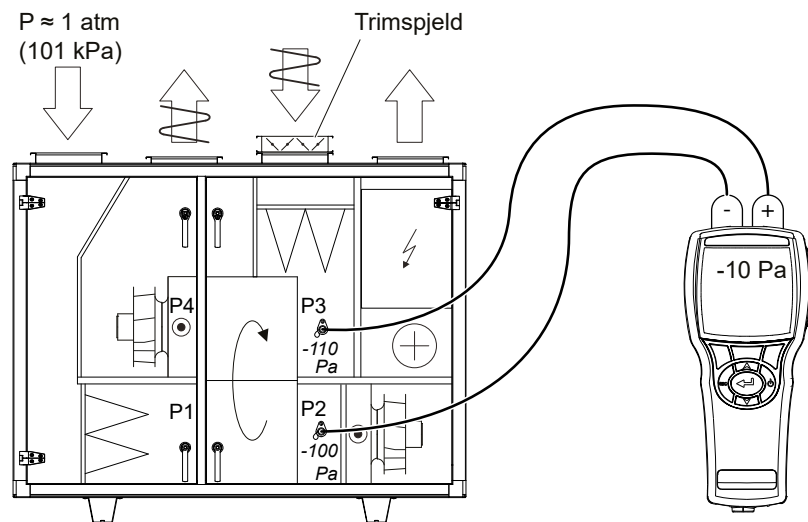 P ≈ 1 atm
(101 kPa)
Trimspjeld
- +
-10 Pa
P4
P3
-110
Pa
P1
P2
-100
Pa